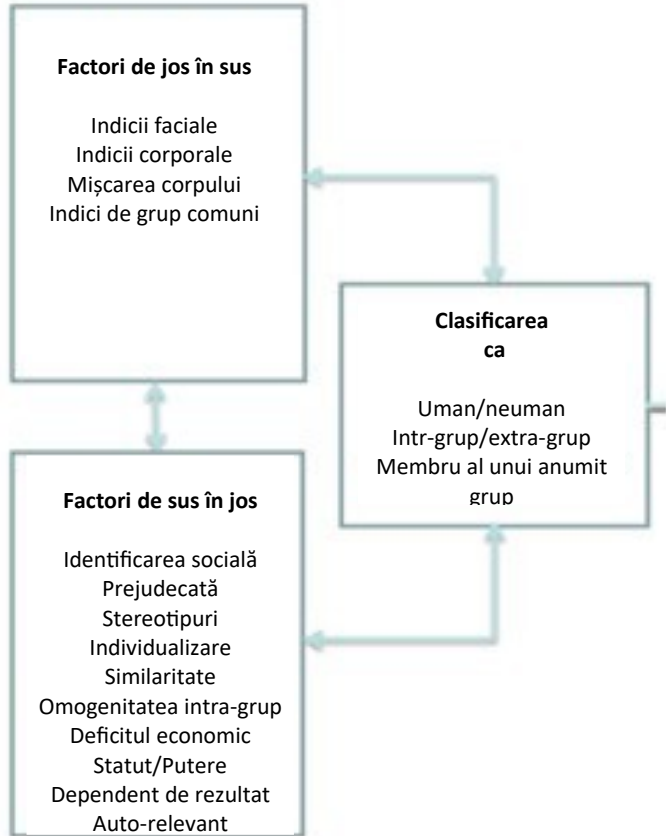 Factori de jos în sus
Indicii faciale
Indicii corporale
Mișcarea corpului
Indici de grup comuni
Clasificarea
ca
Uman/neuman
Intr-grup/extra-grup
Membru al unui anumit
grup
Factori de sus în jos
Identificarea socială
Prejudecată
Stereotipuri
Individualizare
Similaritate
Omogenitatea intra-grup
Deficitul economic
Statut/Putere
Dependent de rezultat
Auto-relevant